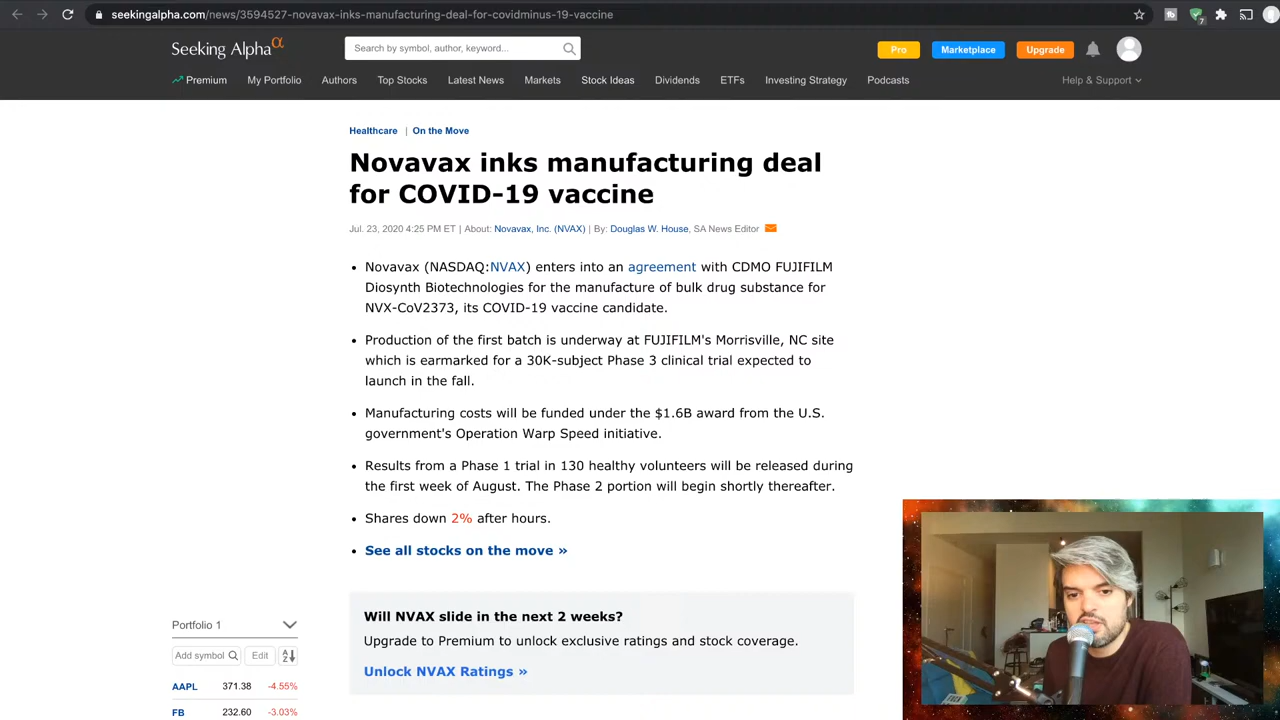 seekingalpha.com/news/3594527-novavax-inks-manufacturing-deal-for-covidminus-19-vaccine
7
Seeking Alphaα
Search by symbol, author, keyword...
Pro
Marketplace
Upgrade
Premium
My Portfolio
Authors
Top Stocks
Latest News
Markets
Stock Ideas
Dividends
ETFs
Investing Strategy
Podcasts
Help & Support
Healthcare | On the Move
Novavax inks manufacturing deal
for COVID-19 vaccine
Jul. 23, 2020 4:25 PM ET | About: Novavax, Inc. (NVAX) | By: Douglas W. House, SA News Editor
• Novavax (NASDAQ:NVAX) enters into an agreement with CDMO FUJIFILM
Diosynth Biotechnologies for the manufacture of bulk drug substance for
NVX-CoV2373, its COVID-19 vaccine candidate.
• Production of the first batch is underway at FUJIFILM's Morrisville, NC site
which is earmarked for a 30K-subject Phase 3 clinical trial expected to
launch in the fall.
• Manufacturing costs will be funded under the $1.6B award from the U.S.
government's Operation Warp Speed initiative.
• Results from a Phase 1 trial in 130 healthy volunteers will be released during
the first week of August. The Phase 2 portion will begin shortly thereafter.
• Shares down 2% after hours.
• See all stocks on the move »
Will NVAX slide in the next 2 weeks?
Upgrade to Premium to unlock exclusive ratings and stock coverage.
Unlock NVAX Ratings »
Portfolio 1
Add symbol
Edit
AAPL 371.38 -4.55%
FB 232.60 -3.03%